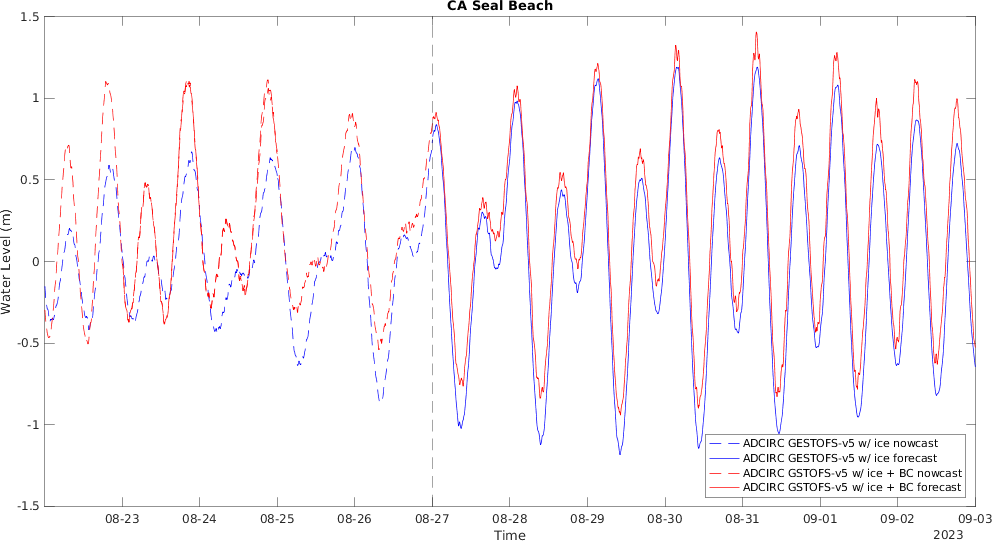 CA Seal Beach
1.5
1
0.5
0
-0.5
-1
-1.5
Water Level (m)
08-23 08-24 08-25 08-26 08-27 08-28 08-29 08-30 08-31 09-01 09-02 09-03
Time
2023
ADCIRC GESTOFS-v5 w/ ice nowcast
ADCIRC GESTOFS-v5 w/ ice forecast
ADCIRC GSTOFS-v5 w/ ice + BC nowcast
ADCIRC GSTOFS-v5 w/ ice + BC forecast